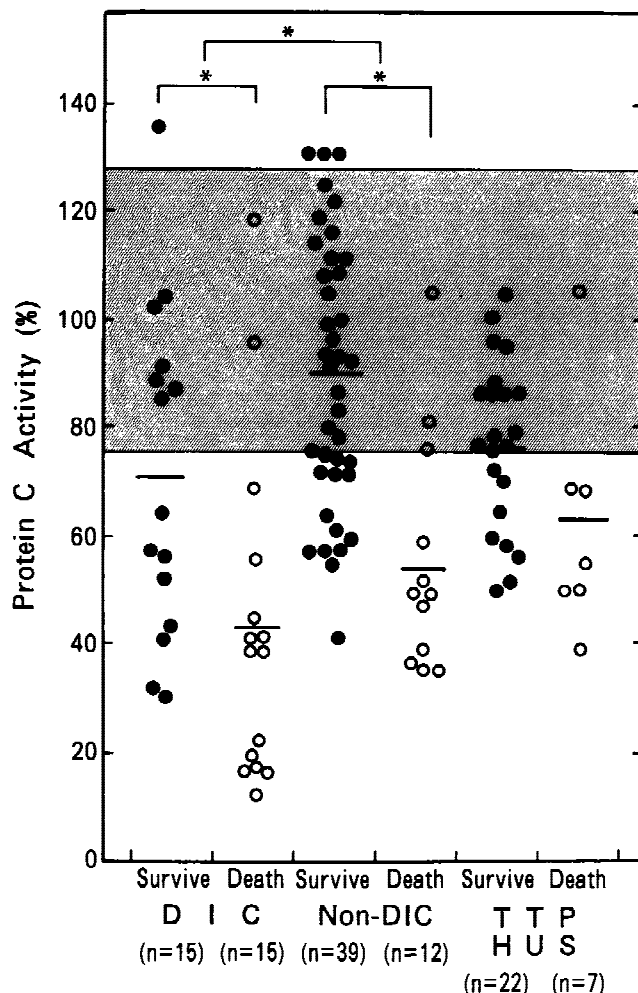 *
*
*
140
120
100
80
60
40
20
0
Protein C Activity (%)
Survive Death Survive Death Survive Death
D I C Non-DIC T T P
H U S
(n=15) (n=15) (n=39) (n=12)
(n=22) (n=7)